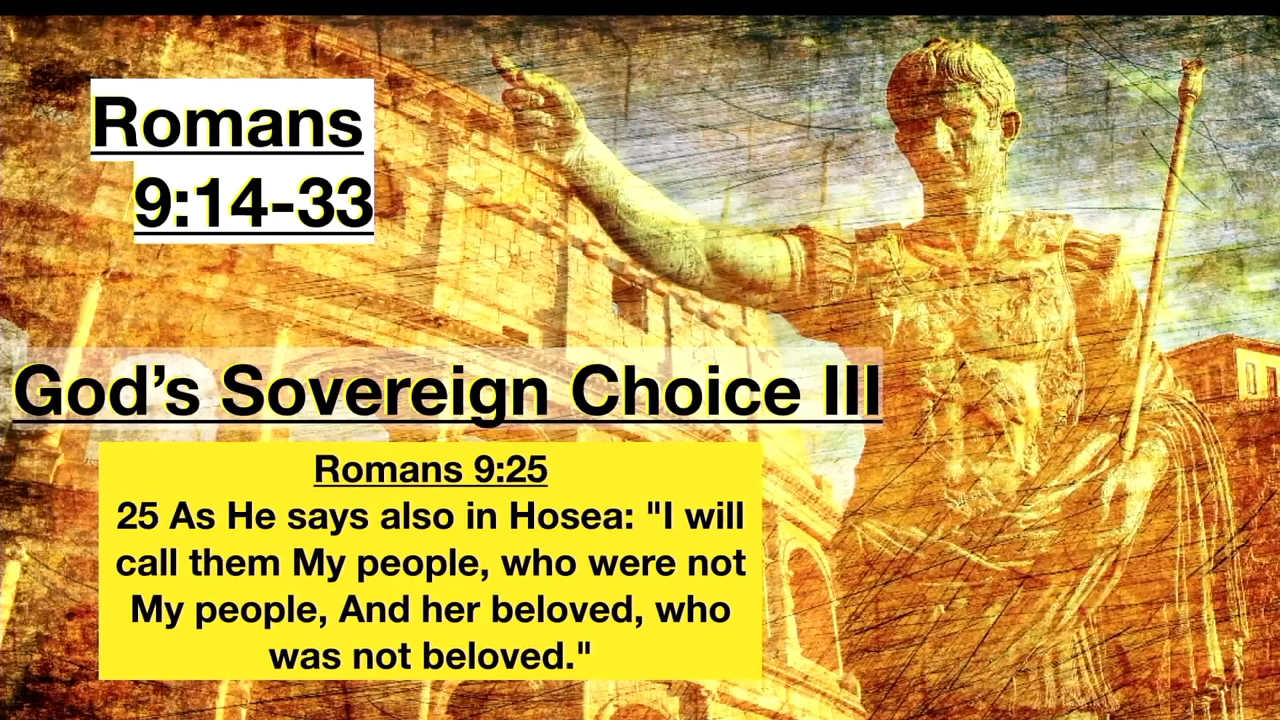 Romans
9:14-33
God’s Sovereign Choice III
Romans 9:25
25 As He says also in Hosea: "I will
call them My people, who were not
My people, And her beloved, who
was not beloved."